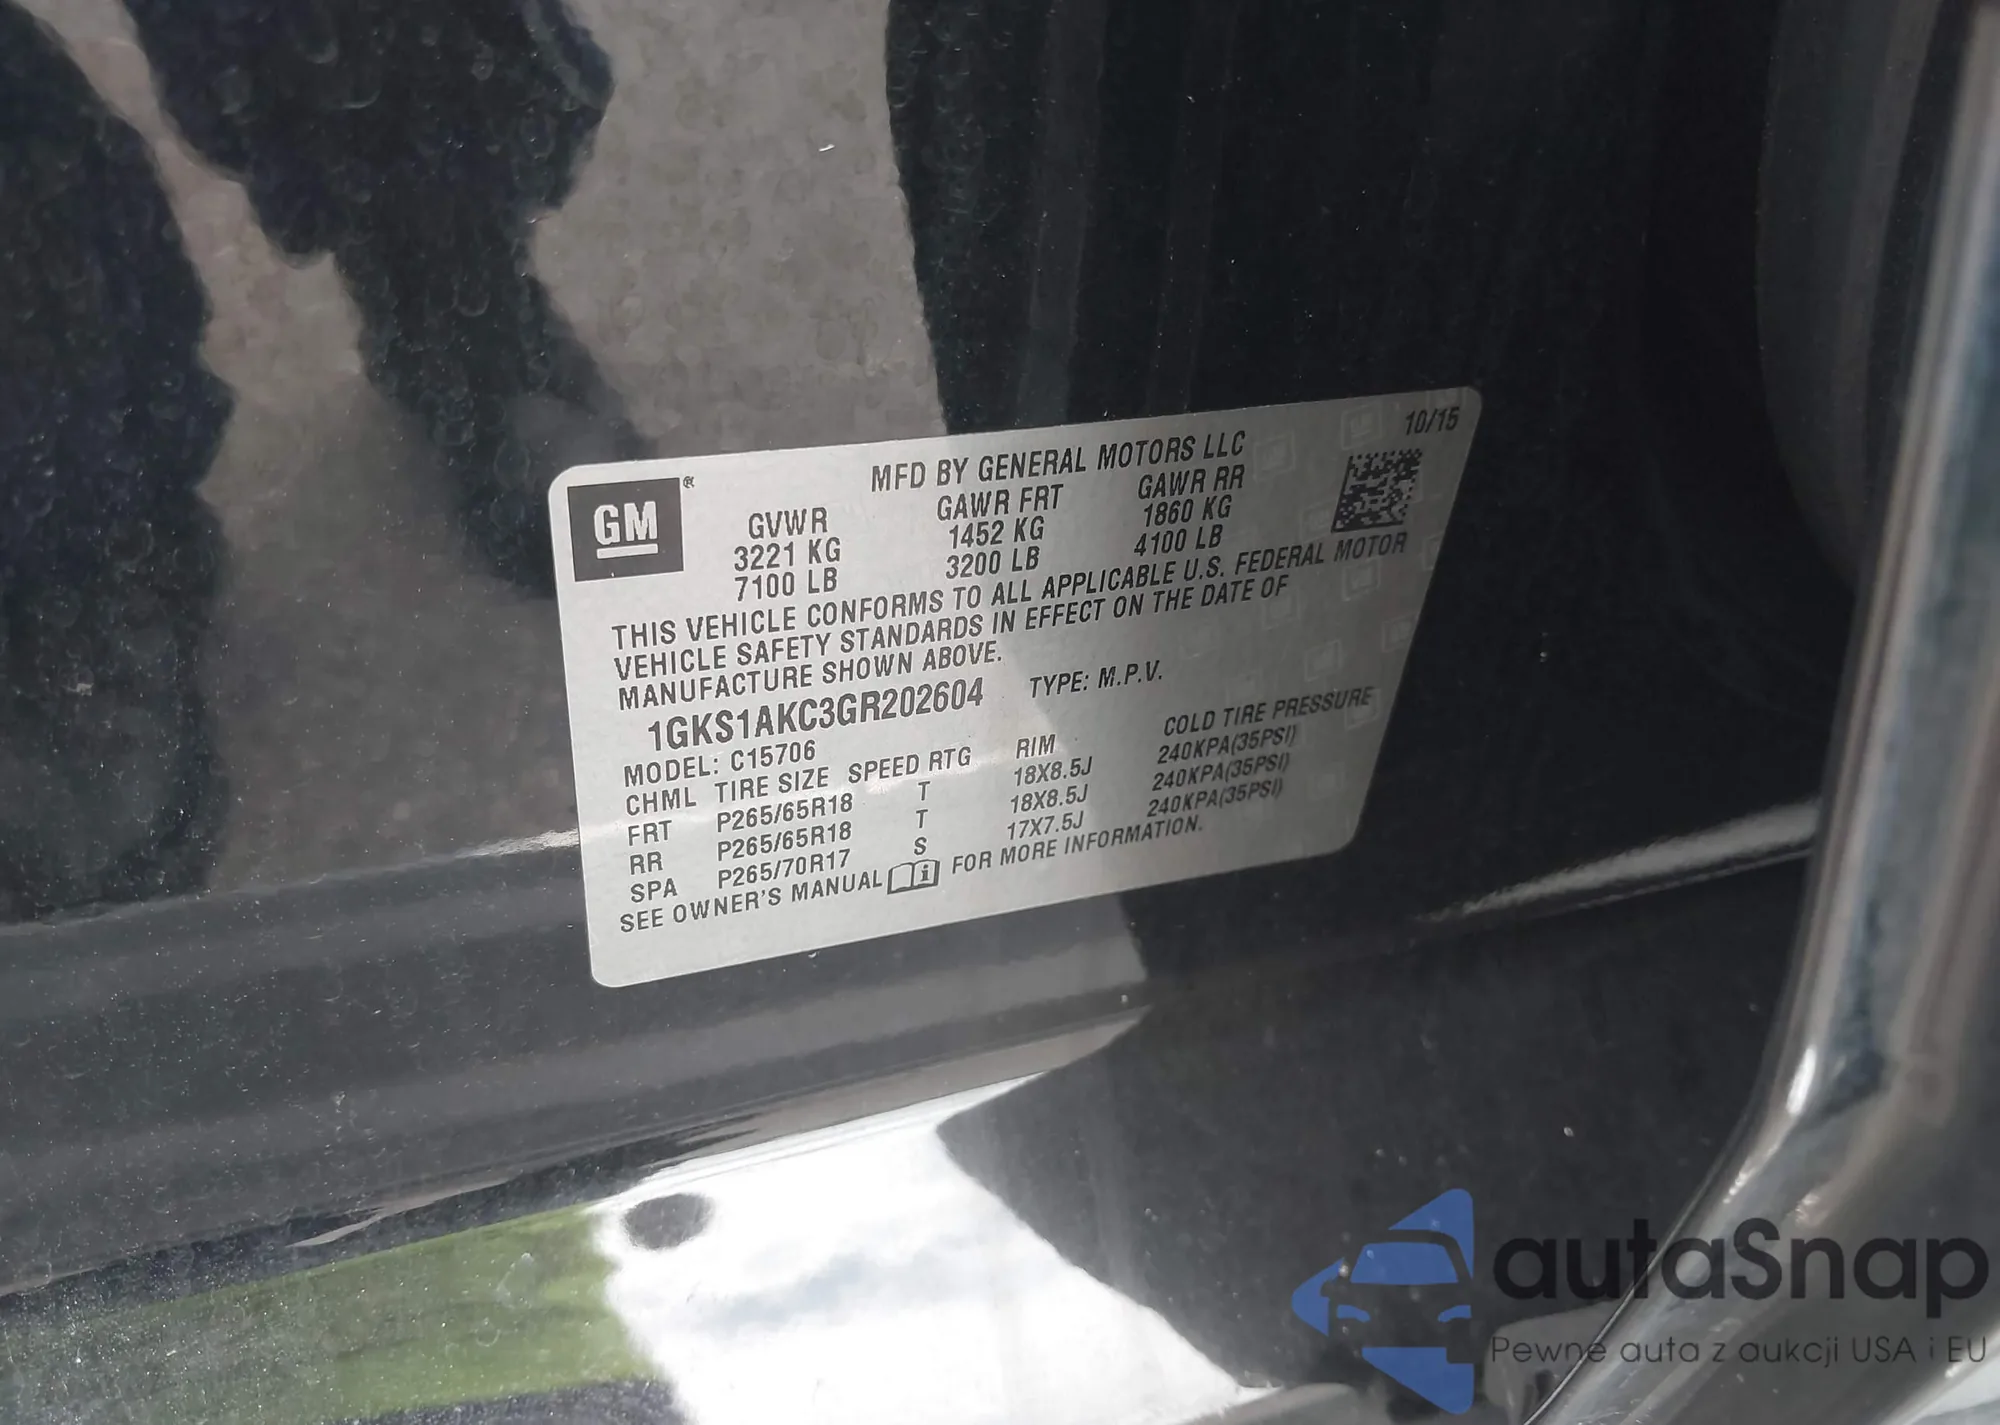 10/15
MFD BY GENERAL MOTORS LLC
GM®
GVWR GAWR FRT GAWR RR
3221 KG 1452 KG 1860 KG
7100 LB 3200 LB 4100 LB
THIS VEHICLE CONFORMS TO ALL APPLICABLE U.S. FEDERAL MOTOR
VEHICLE SAFETY STANDARDS IN EFFECT ON THE DATE OF
MANUFACTURE SHOWN ABOVE.
1GKS1AKC3GR202604 TYPE: M.P.V.
MODEL: C15706
CHML TIRE SIZE SPEED RTG RIM COLD TIRE PRESSURE
FRT P265/65R18 T 18X8.5J 240KPA(35PSI)
RR P265/65R18 T 18X8.5J 240KPA(35PSI)
SPA P265/70R17 S 17X7.5J 240KPA(35PSI)
SEE OWNER'S MANUAL i FOR MORE INFORMATION.
autaSnap
Pewne auta z aukcji USA i EU